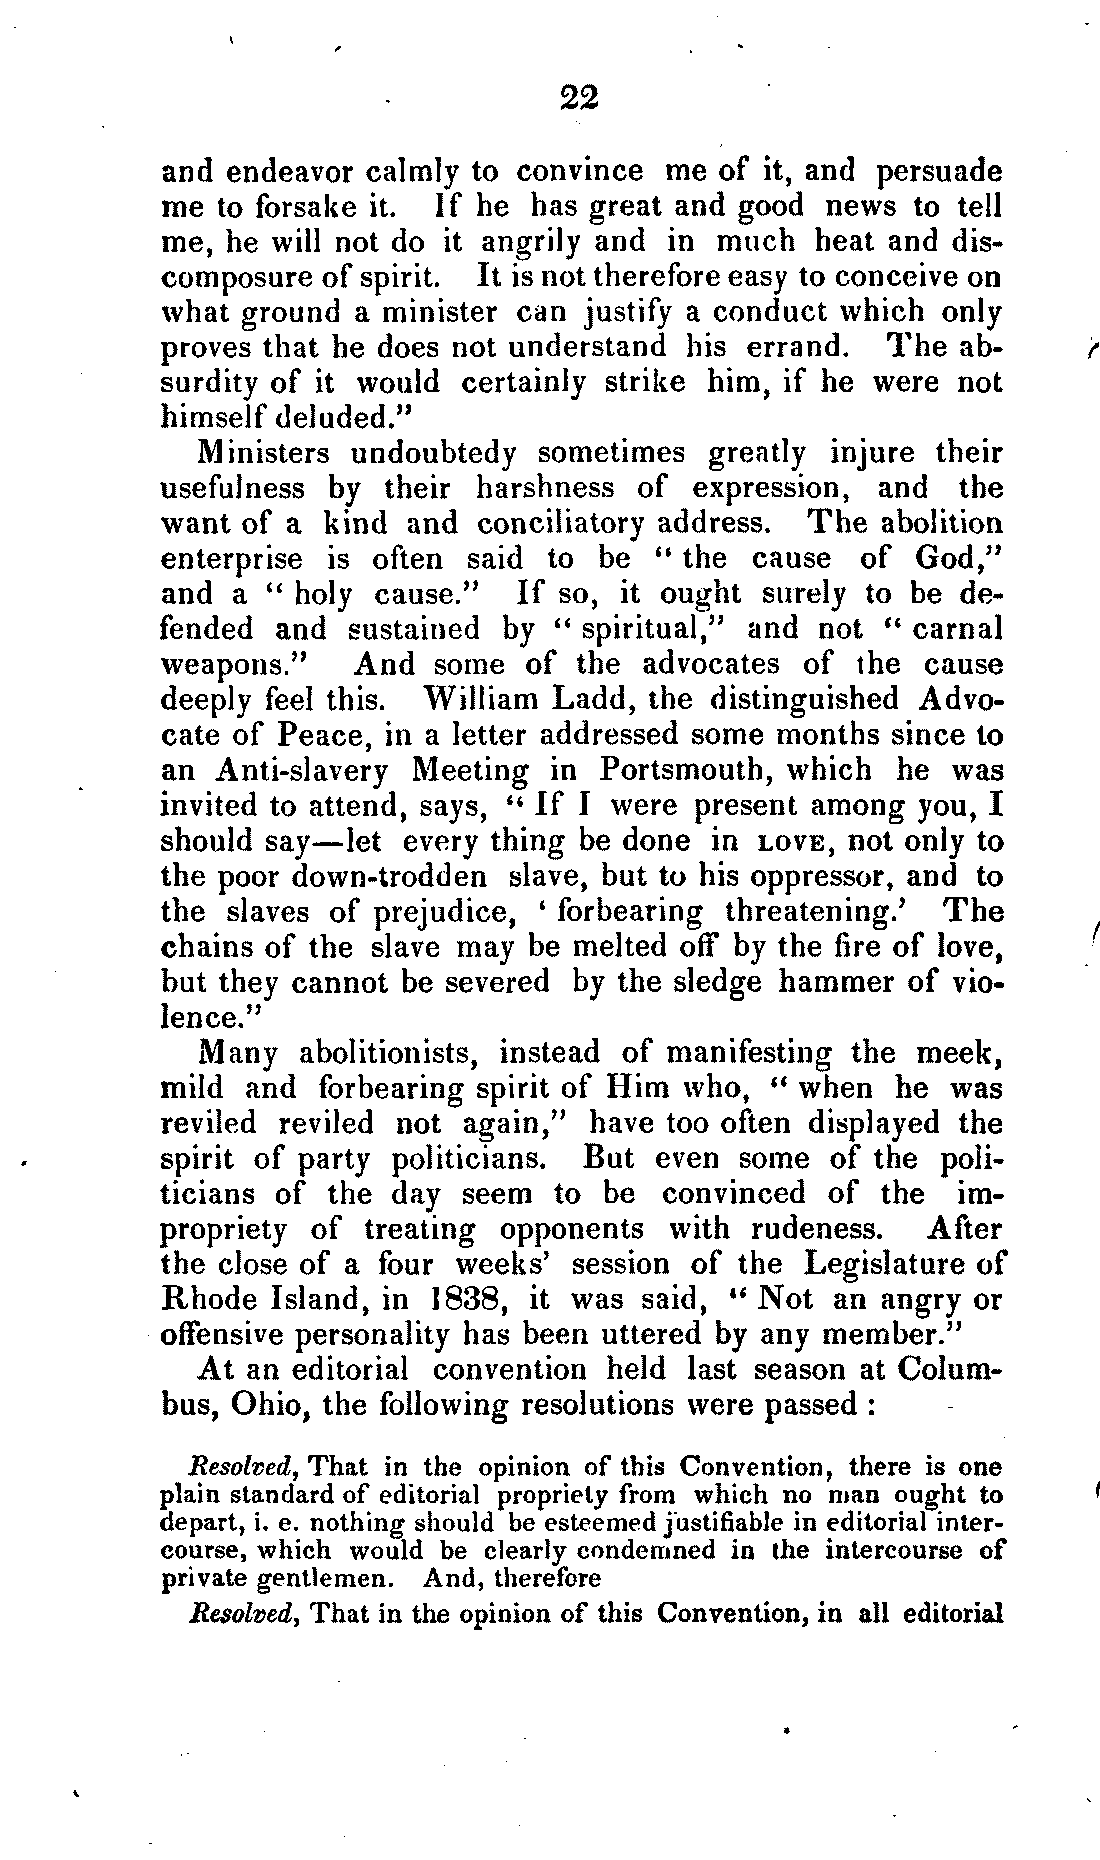 22
and endeavor calmly to convince me of it, and persuade
me to forsake it. If he has great and good news to tell
me, he will not do it angrily and in much heat and dis-
composure of spirit. It is not therefore easy to conceive on
what ground a minister can justify a conduct which only
proves that he does not understand his errand. The ab-
surdity of it would certainly strike him, if he were not
himself deluded."
Ministers undoubtedy sometimes greatly injure their
usefulness by their harshness of expression, and the
want of a kind and conciliatory address. The abolition
enterprise is often said to be " the cause of God,"
and a " holy cause." If so, it ought surely to be de-
fended and sustained by " spiritual," and not " carnal
weapons." And some of the advocates of the cause
deeply feel this. William Ladd, the distinguished Advo-
cate of Peace, in a letter addressed some months since to
an Anti-slavery Meeting in Portsmouth, which he was
invited to attend, says, " If I were present among you, I
should say—let every thing be done in LOVE, not only to
the poor down-trodden slave, but to his oppressor, and to
the slaves of prejudice, ' forbearing threatening.' The
chains of the slave may be melted off by the fire of love,
but they cannot be severed by the sledge hammer of vio-
lence."
Many abolitionists, instead of manifesting the meek,
mild and forbearing spirit of Him who, " when he was
reviled reviled not again," have too often displayed the
spirit of party politicians. But even some of the poli-
ticians of the day seem to be convinced of the im-
propriety of treating opponents with rudeness. After
the close of a four weeks' session of the Legislature of
Rhode Island, in 1838, it was said, " Not an angry or
offensive personality has been uttered by any member."
At an editorial convention held last season at Colum-
bus, Ohio, the following resolutions were passed :
Resolved, That in the opinion of this Convention, there is one
plain standard of editorial propriety from which no man ought to
depart, i. e. nothing should be esteemed justifiable in editorial inter-
course, which would be clearly condemned in the intercourse of
private gentlemen. And, therefore
Resolved, That in the opinion of this Convention, in all editorial